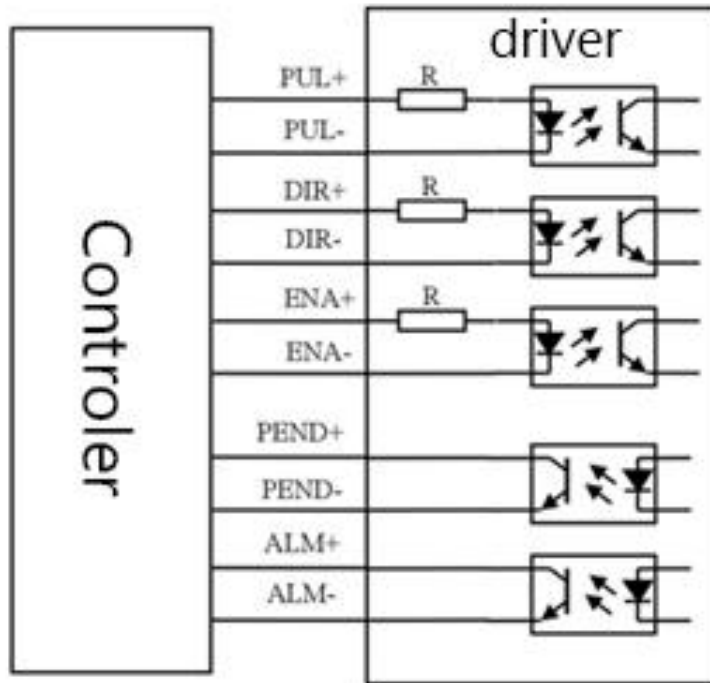 driver
PUL+
R
PUL-
DIR+
R
DIR-
ENA+
R
ENA-
PEND+
PEND-
ALM+
ALM-
Controler